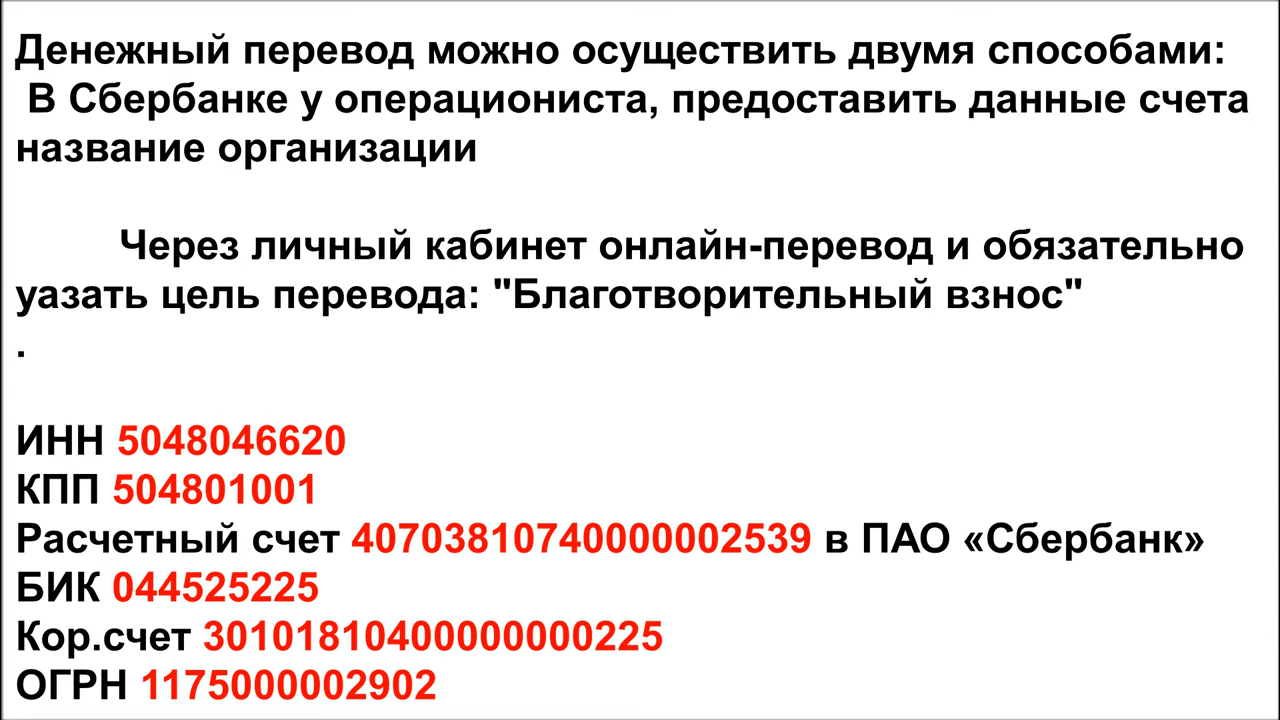 Денежный перевод можно осуществить двумя способами:
В Сбербанке у операциониста, предоставить данные счета
название организации
Через личный кабинет онлайн-перевод и обязательно
уазать цель перевода: "Благотворительный взнос"
.
ИНН 5048046620
КПП 504801001
Расчетный счет 40703810740000002539 в ПАО «Сбербанк»
БИК 044525225
Кор.счет 30101810400000000225
ОГРН 1175000002902